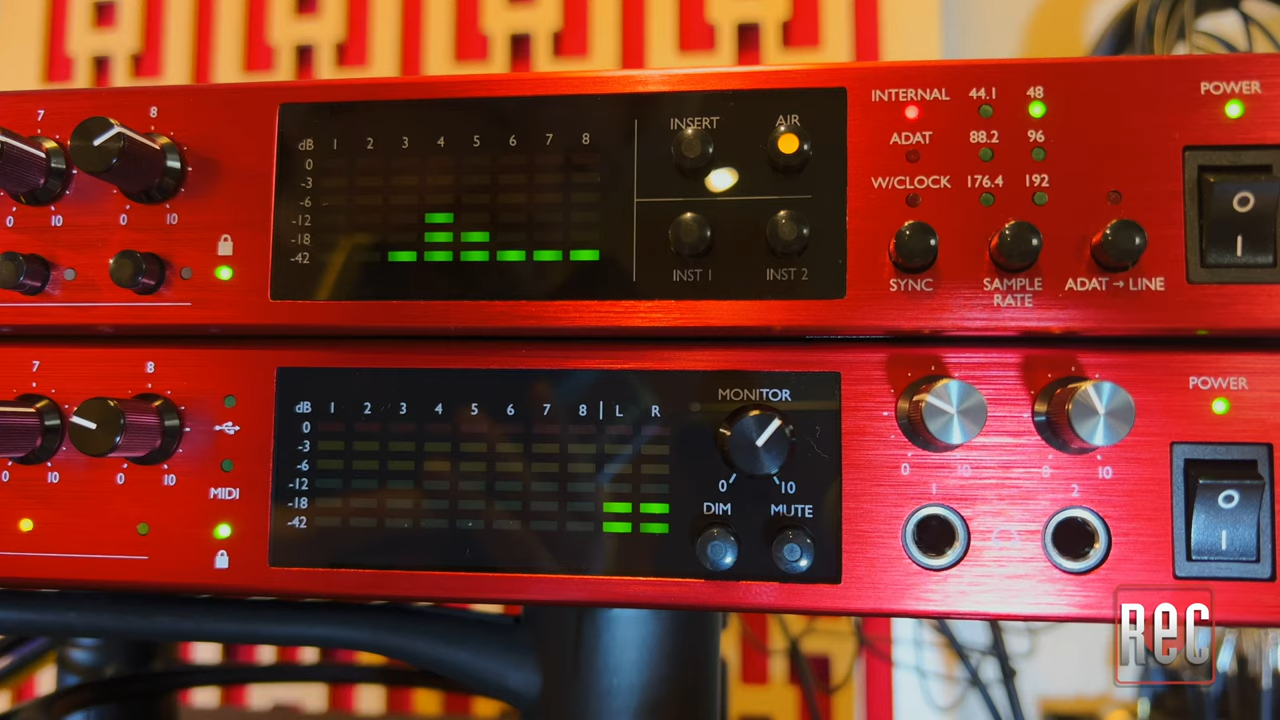 7 8
0 10 0 10
dB 1 2 3 4 5 6 7 8
0
-3
-6
-12
-18
-42
INSERT AIR
INST 1 INST 2
INTERNAL 44.1 48
ADAT 88.2 96
W/CLOCK 176.4 192
SYNC SAMPLE RATE ADAT → LINE
POWER
O
I
7 8
0 10 0 10
MIDI
dB 1 2 3 4 5 6 7 8 | L R
0
-3
-6
-12
-18
-42
MONITOR
0 10
DIM MUTE
0 10 0 10
1 2
POWER
O
I
REC